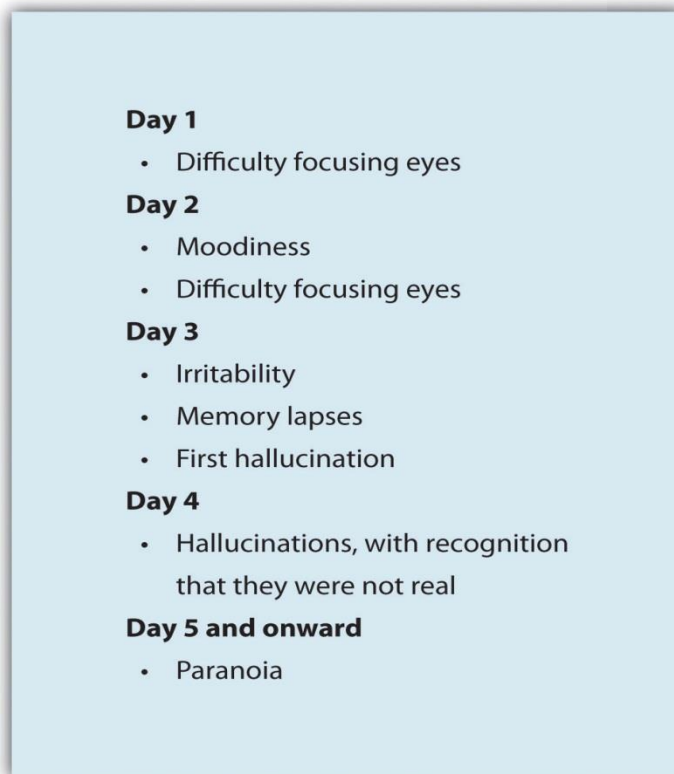 Day 1
• Difficulty focusing eyes
Day 2
• Moodiness
• Difficulty focusing eyes
Day 3
• Irritability
• Memory lapses
• First hallucination
Day 4
• Hallucinations, with recognition
that they were not real
Day 5 and onward
• Paranoia